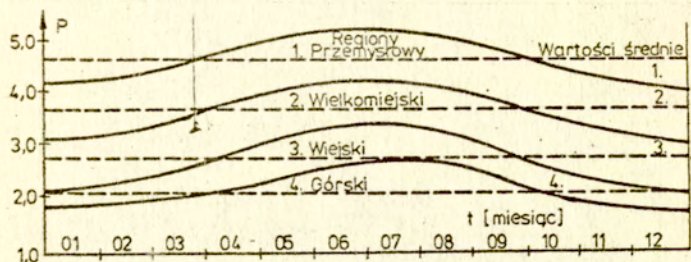 P
5,0
Regiony
1. Przemysłowy
Wartości średnie
1.
4,0
2. Wielkomiejski
2.
3,0
3. Wiejski
3.
4. Górski
4.
2,0
t [miesiąc]
1,0
01 02 03 04 05 06 07 08 09 10 11 12